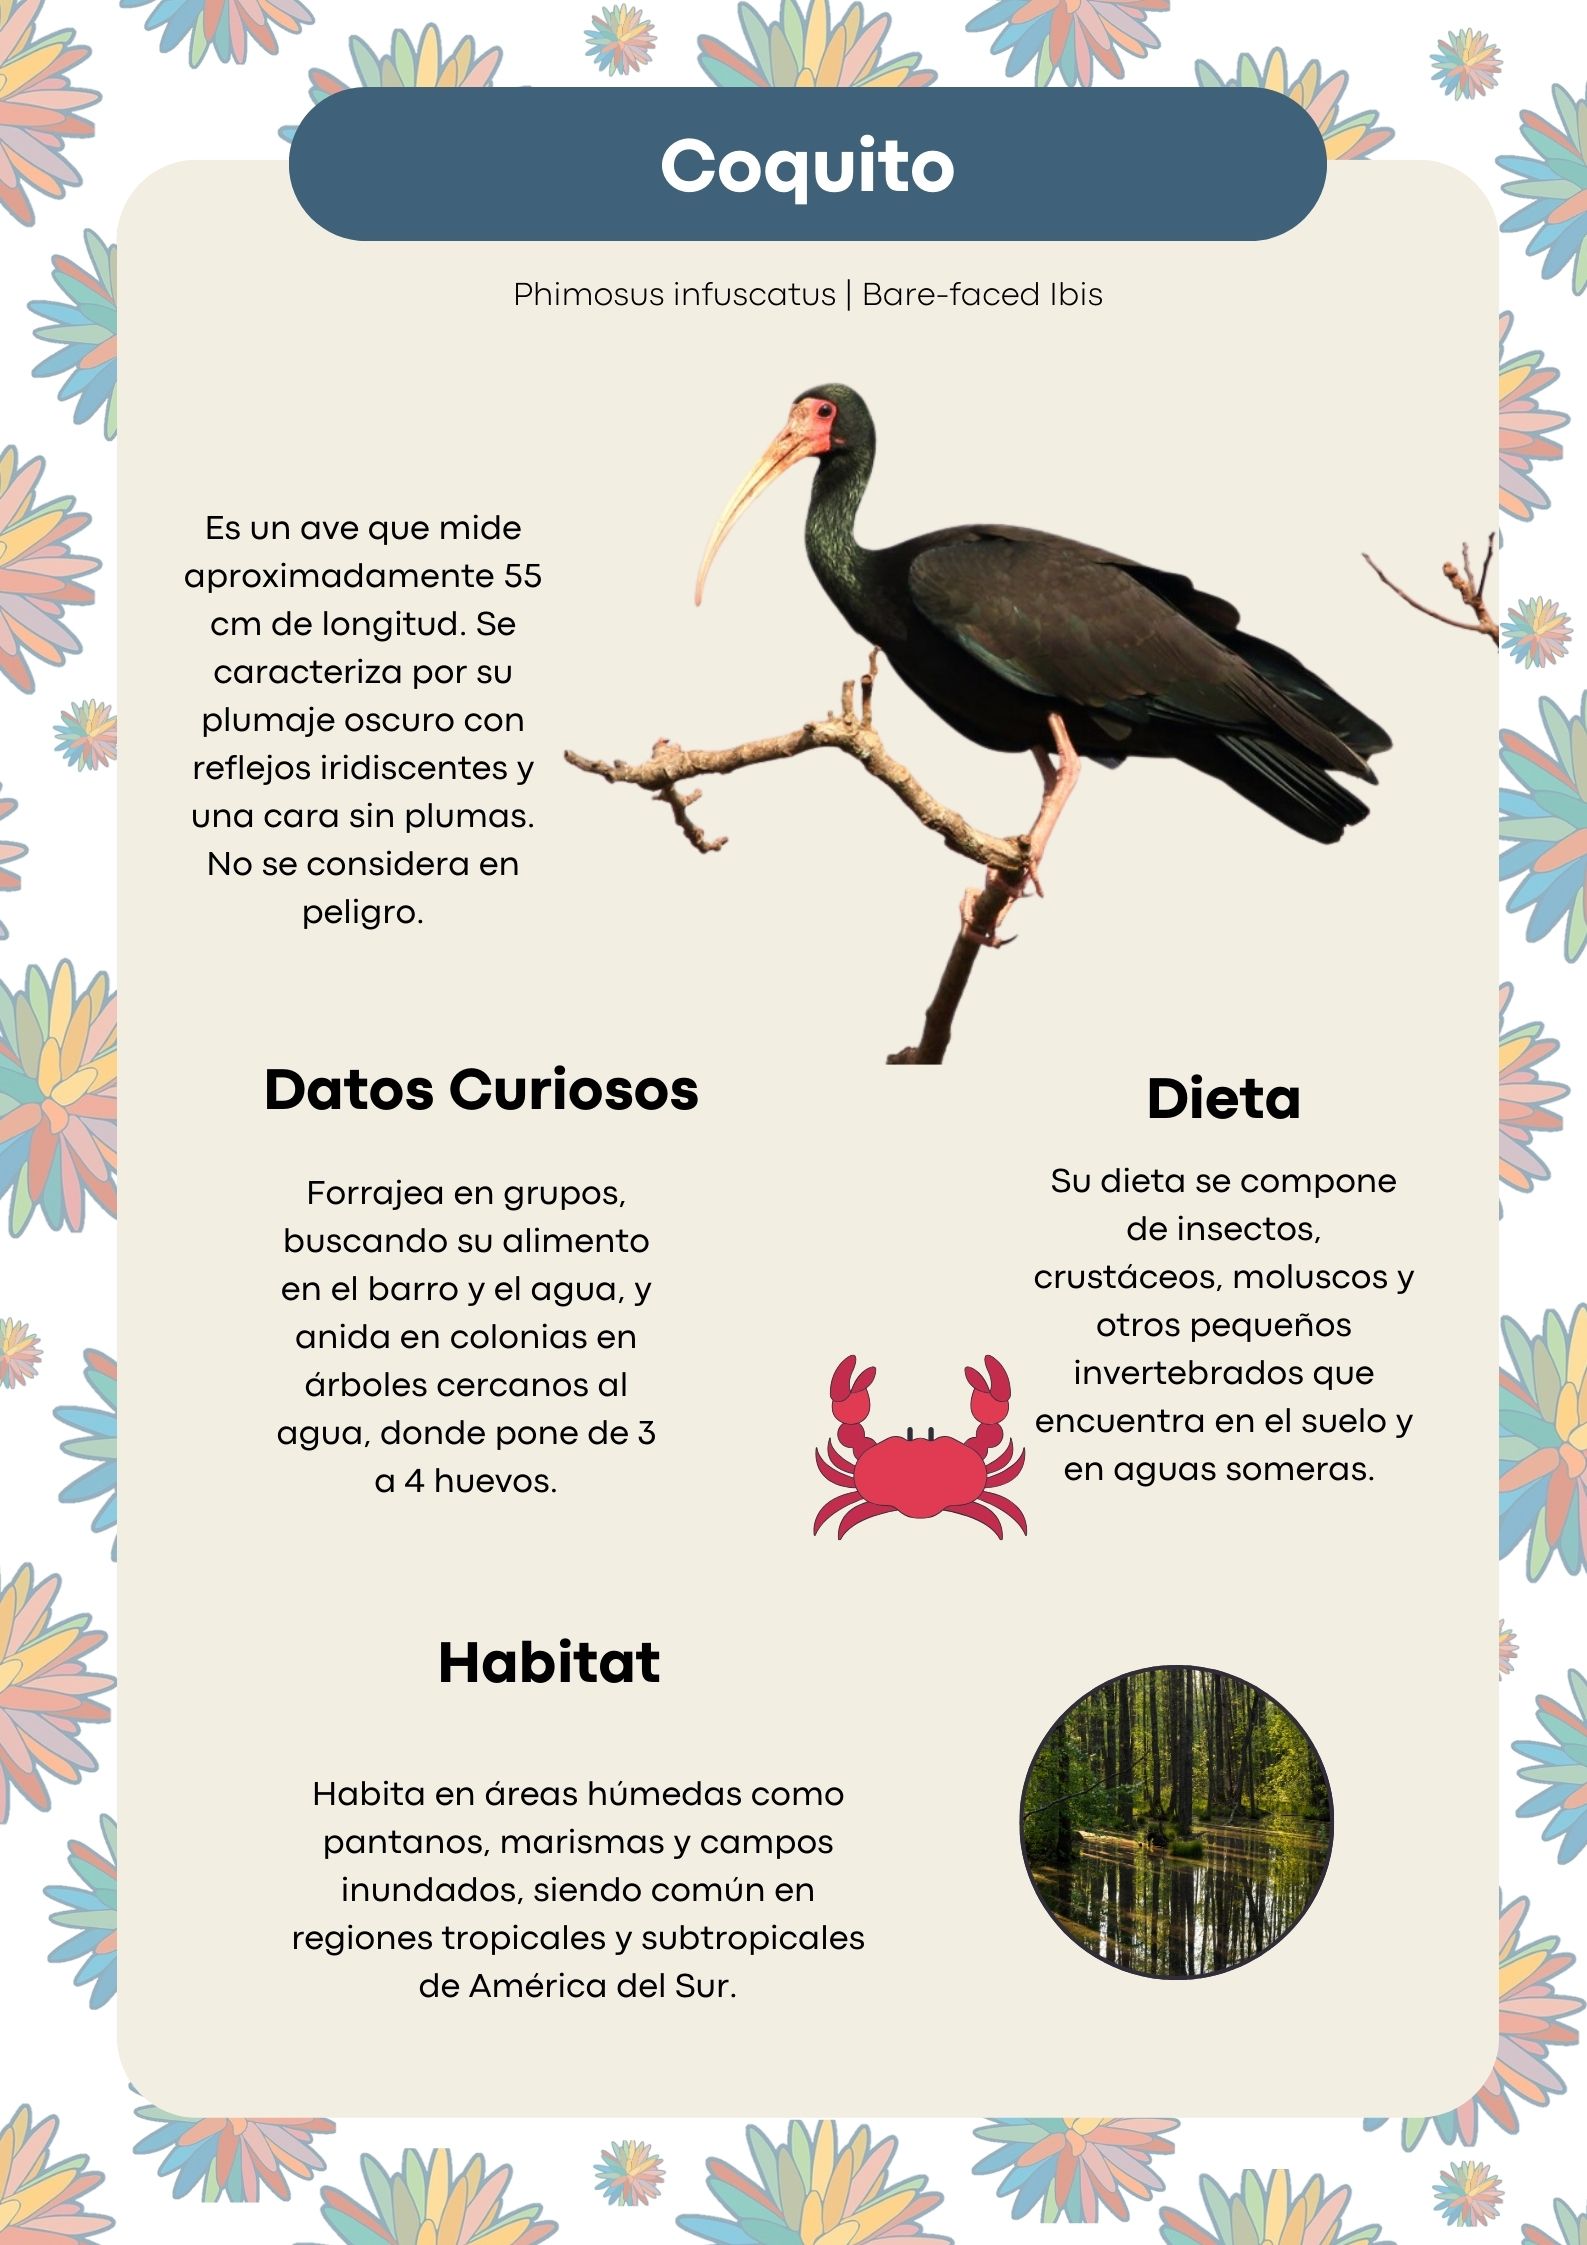 Coquito
Phimosus infuscatus | Bare-faced Ibis
Es un ave que mide
aproximadamente 55
cm de longitud. Se
caracteriza por su
plumaje oscuro con
reflejos iridiscentes y
una cara sin plumas.
No se considera en
peligro.
Datos Curiosos
Forrajea en grupos,
buscando su alimento
en el barro y el agua, y
anida en colonias en
árboles cercanos al
agua, donde pone de 3
a 4 huevos.
Dieta
Su dieta se compone
de insectos,
crustáceos, moluscos y
otros pequeños
invertebrados que
encuentra en el suelo y
en aguas someras.
Habitat
Habita en áreas húmedas como
pantanos, marismas y campos
inundados, siendo común en
regiones tropicales y subtropicales
de América del Sur.